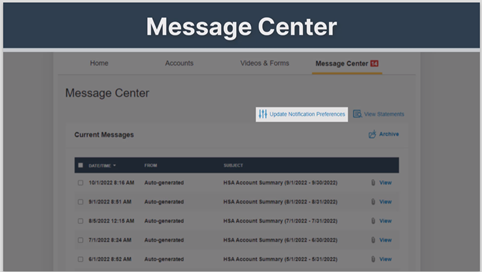 Message Center
Home Accounts Videos & Forms Message Center 14
Message Center
Update Notification Preferences View Statements
Current Messages Archive
DATE/TIME FROM SUBJECT
10/1/2022 8:16 AM Auto-generated HSA Account Summary (9/1/2022 - 9/30/2022) View
9/1/2022 8:51 AM Auto-generated HSA Account Summary (8/1/2022 - 8/31/2022) View
8/8/2022 12:18 AM Auto-generated HSA Account Summary (7/1/2022 - 7/31/2022) View
7/1/2022 8:24 AM Auto-generated HSA Account Summary (6/1/2022 - 6/30/2022) View
6/1/2022 8:52 AM Auto-generated HSA Account Summary (5/1/2022 - 5/31/2022) View